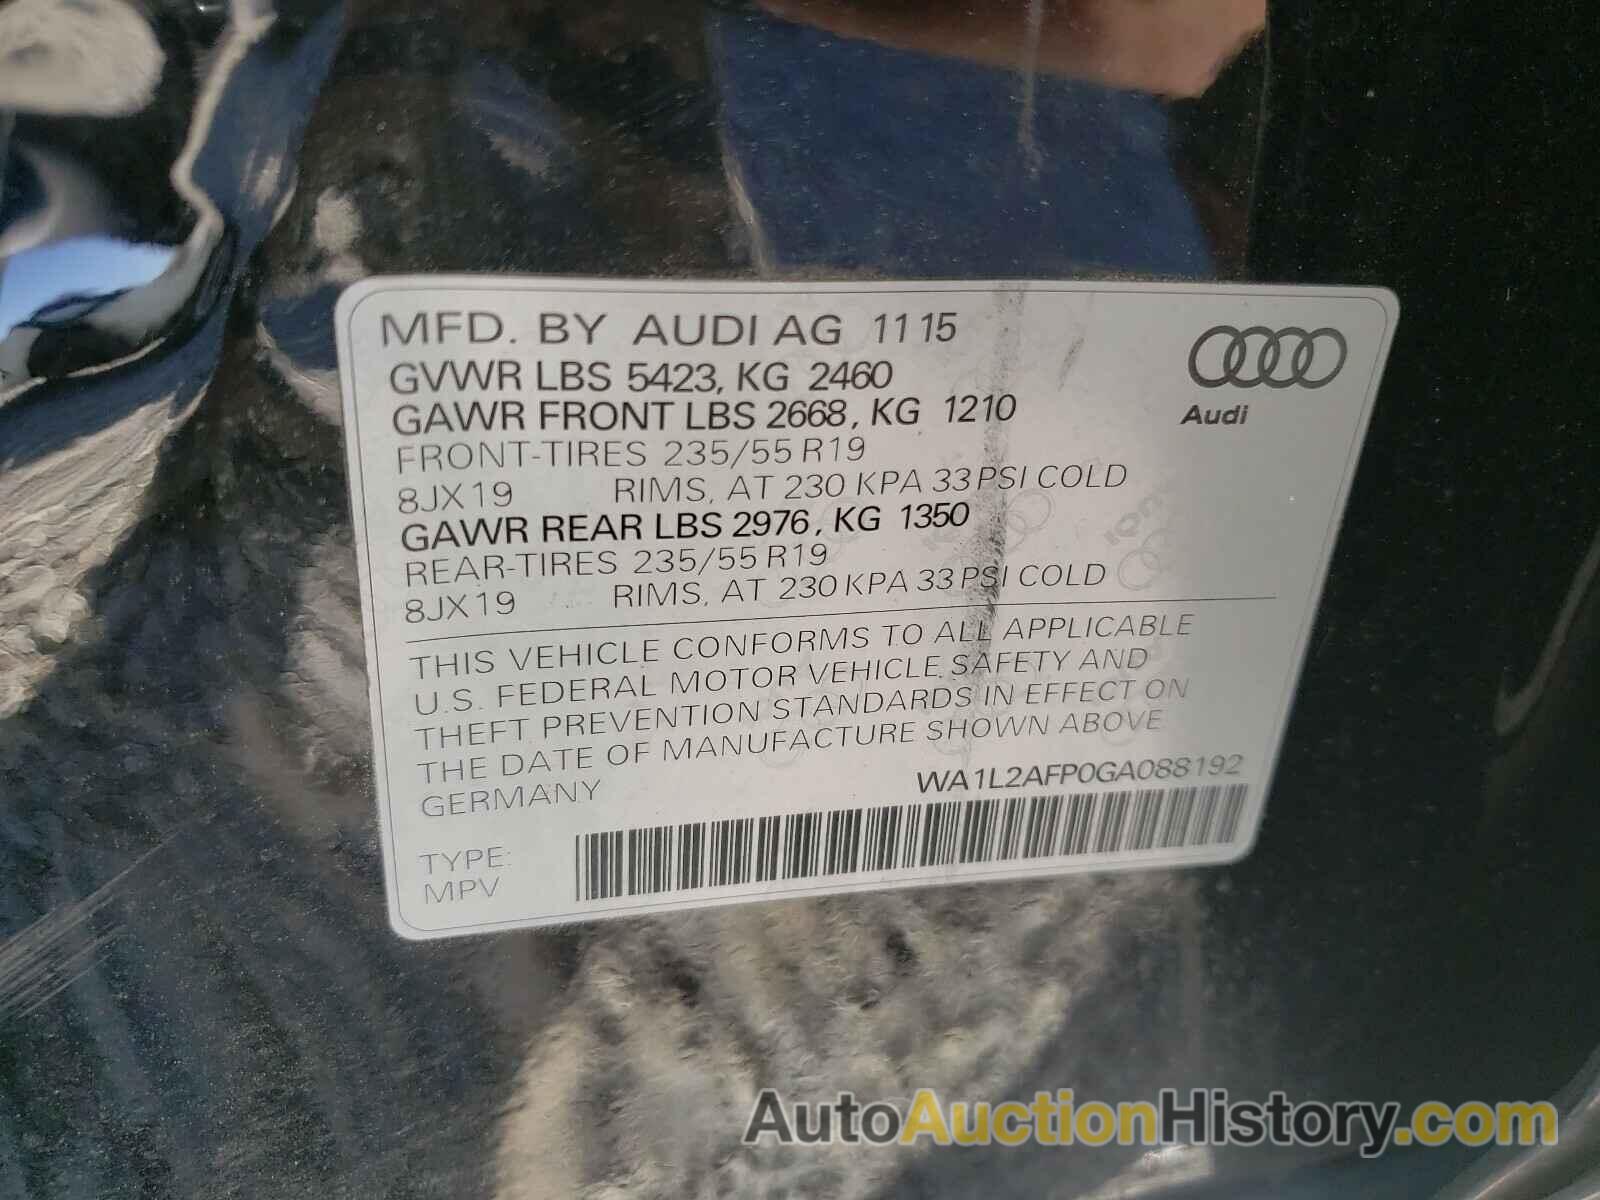 MFD. BY AUDI AG 11 15
GVWR LBS 5423, KG 2460
GAWR FRONT LBS 2668, KG 1210
FRONT-TIRES 235/55 R19
8JX19 RIMS, AT 230 KPA 33 PSI COLD
GAWR REAR LBS 2976, KG 1350
REAR-TIRES 235/55 R19
8JX19 RIMS, AT 230 KPA 33 PSI COLD
Audi
THIS VEHICLE CONFORMS TO ALL APPLICABLE
U.S. FEDERAL MOTOR VEHICLE SAFETY AND
THEFT PREVENTION STANDARDS IN EFFECT ON
THE DATE OF MANUFACTURE SHOWN ABOVE
GERMANY WA1L2AFP0GA088192
TYPE:
MPV
AutoAuctionHistory.com